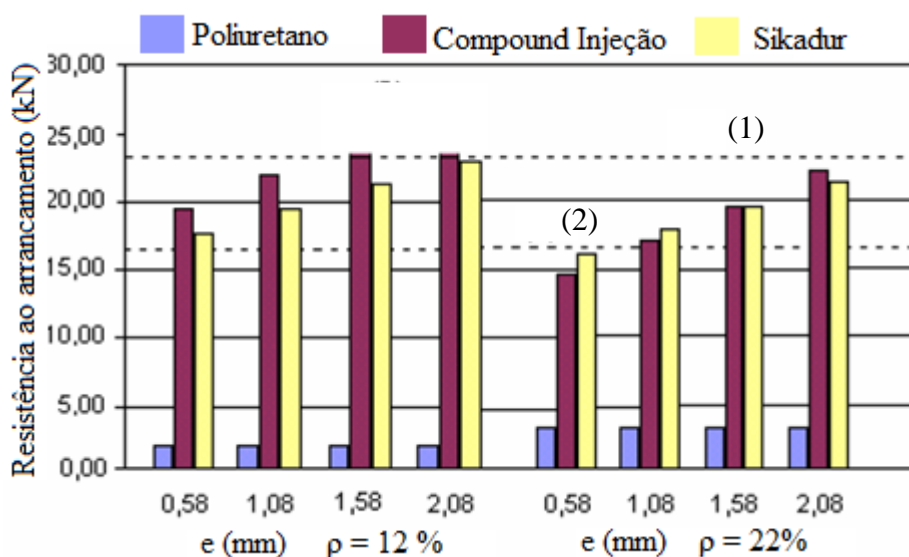 Poliuretano Compound Injeção Sikadur
Resistência ao arrancamento (kN)
30,00
25,00
20,00
15,00
10,00
5,00
0,00
(1)
(2)
0,58 1,08 1,58 2,08 0,58 1,08 1,58 2,08
e (mm) ρ = 12 % e (mm) ρ = 22%